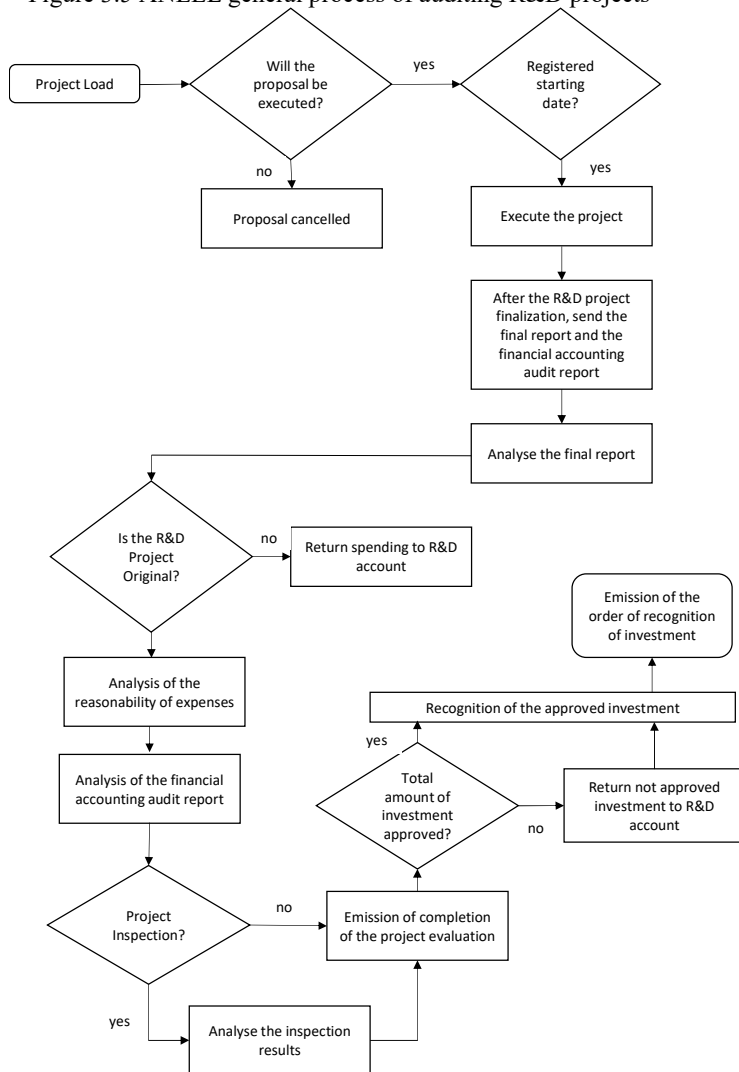 Figure ANEEL general process of auditing R&D projects
Project Load
Will the
proposal be
executed?
yes
Registered
starting
date?
no
yes
Proposal cancelled
Execute the project
After the R&D project
finalization, send the
final report and the
financial accounting
audit report
Analyse the final report
Is the R&D
Project
Original?
no
Return spending to R&D
account
Emission of the
order of recognition
of investment
Analysis of the
reasonability of expenses
Recognition of the approved investment
yes
Analysis of the financial
accounting audit report
Total
amount of
investment
approved?
no
Return not approved
investment to R&D
account
Project
Inspection?
no
Emission of completion
of the project evaluation
yes
Analyse the inspection
results